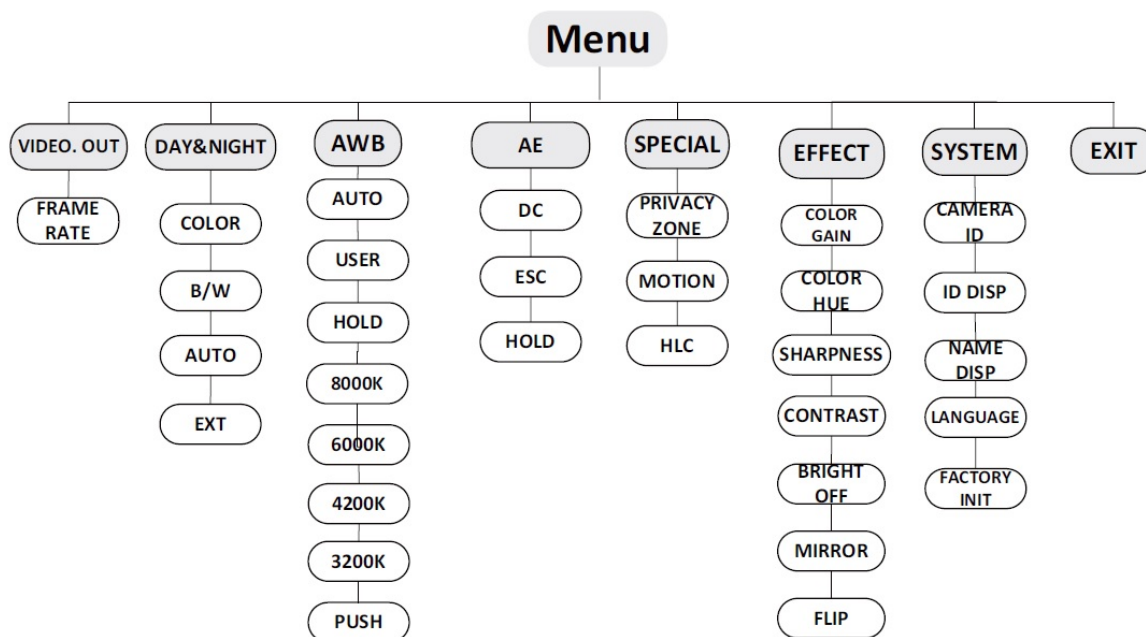 Menu
VIDEO. OUT
FRAME
RATE
DAY&NIGHT
COLOR
B/W
AUTO
EXT
AWB
AUTO
USER
HOLD
8000K
6000K
4200K
3200K
PUSH
AE
DC
ESC
HOLD
SPECIAL
PRIVACY
ZONE
MOTION
HLC
EFFECT
COLOR
GAIN
COLOR
HUE
SHARPNESS
CONTRAST
BRIGHT
OFF
MIRROR
FLIP
SYSTEM
CAMERA
ID
ID DISP
NAME
DISP
LANGUAGE
FACTORY
INIT
EXIT